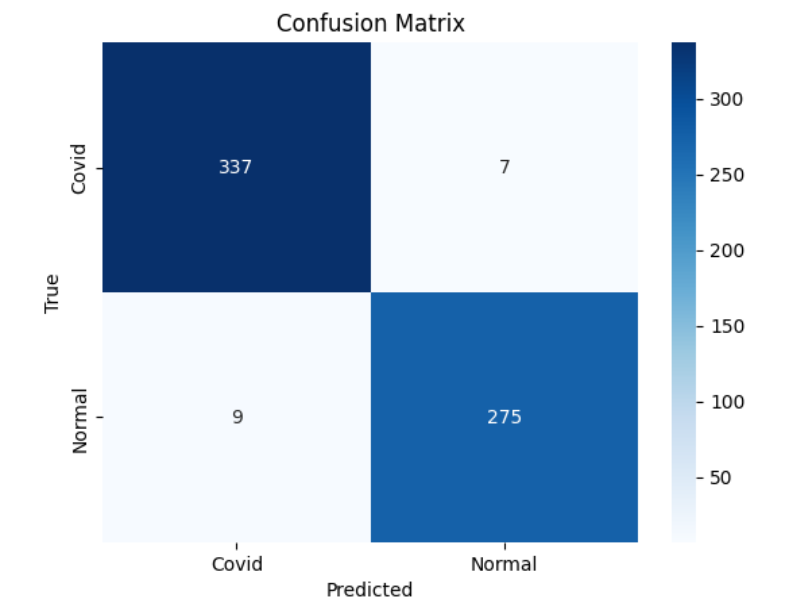 Confusion Matrix
True
Covid
337
7
Normal
9
275
Covid
Normal
Predicted
300
250
200
150
100
50